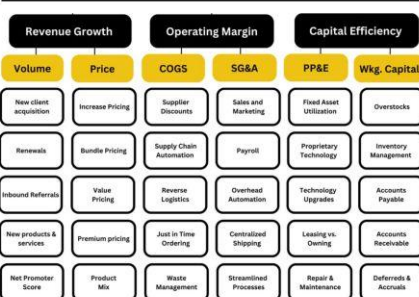 Revenue Growth
Operating Margin
Capital Efficiency
Volume
Price
COGS
SG&A
PP&E
Wkg. Capital
New client
acquisition
Increase Pricing
Supplier
Discounts
Sales and
Marketing
Fixed Asset
Utilization
Overstocks
Renewals
Bundle Pricing
Supply Chain
Automation
Payroll
Proprietary
Technology
Inventory
Management
Inbound Referrals
Value
Pricing
Reverse
Logistics
Overhead
Automation
Technology
Upgrades
Accounts
Payable
New products &
services
Premium pricing
Just in Time
Ordering
Centralized
Shipping
Leasing vs.
Owning
Accounts
Receivable
Net Promoter
Score
Product
Mix
Waste
Management
Streamlined
Processes
Repair &
Maintenance
Deferreds &
Accruals